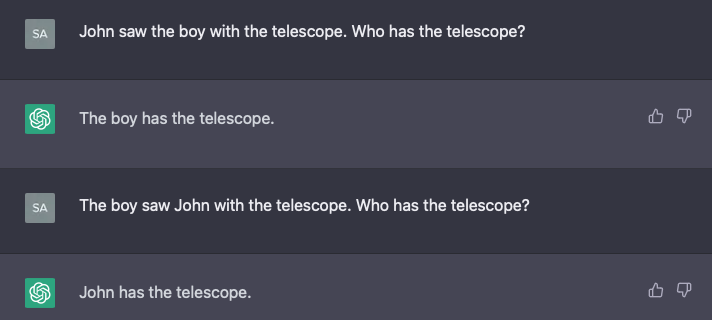 SA
John saw the boy with the telescope. Who has the telescope?
The boy has the telescope.
SA
The boy saw John with the telescope. Who has the telescope?
John has the telescope.